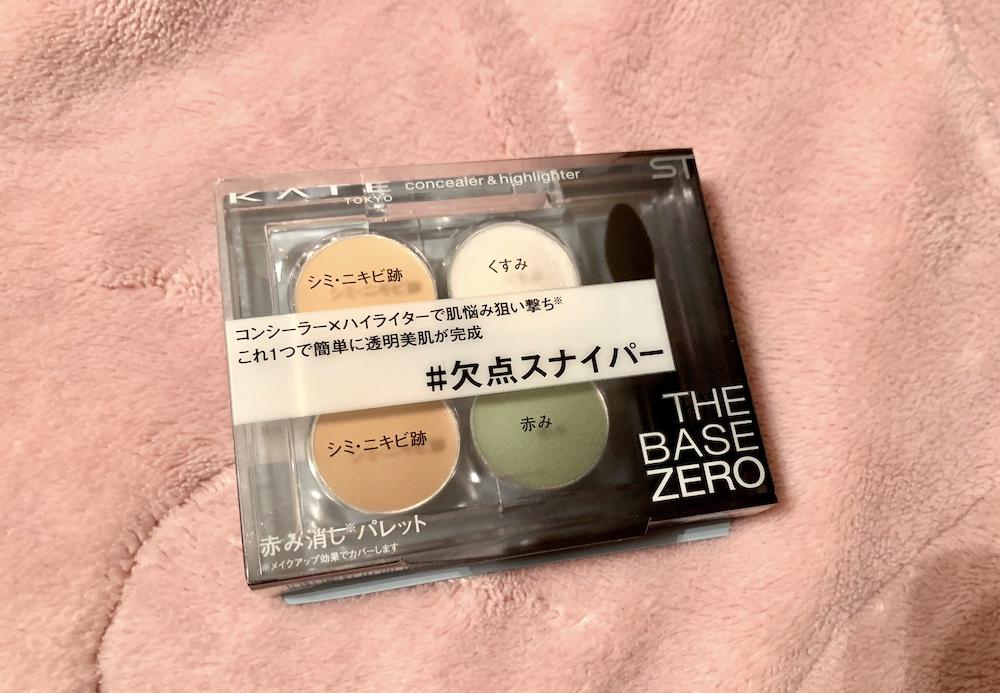 KATE
TOKYO
concealer & highlighter
ST
シミ・ニキビ跡
くすみ
コンシーラー×ハイライターで肌悩み狙い撃ち※
これ1つで簡単に透明美肌が完成
#欠点スナイパー
シミ・ニキビ跡
赤み
THE
BASE
ZERO
赤み消し※パレット
※メイクアップ効果でカバーします